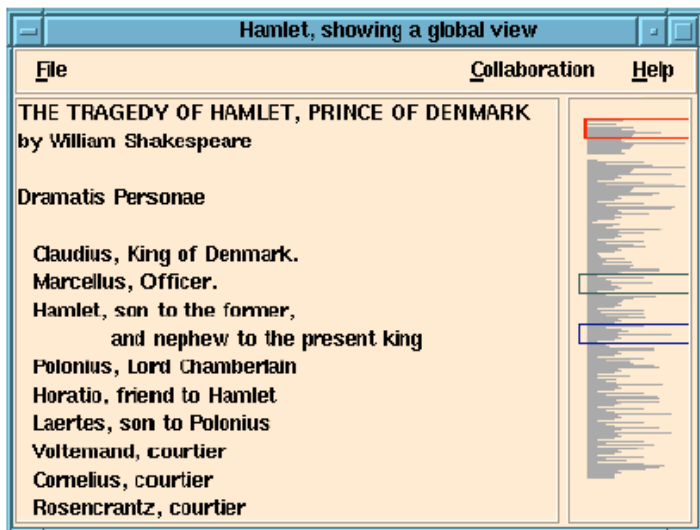 Hamlet, showing a global view
File Collaboration Help
THE TRAGEDY OF HAMLET, PRINCE OF DENMARK
by William Shakespeare
Dramatis Personae
Claudius, King of Denmark.
Marcellus, Officer.
Hamlet, son to the former,
and nephew to the present king
Polonius, Lord Chamberlain
Horatio, friend to Hamlet
Laertes, son to Polonius
Voltemand, courtier
Cornelius, courtier
Rosencrantz, courtier